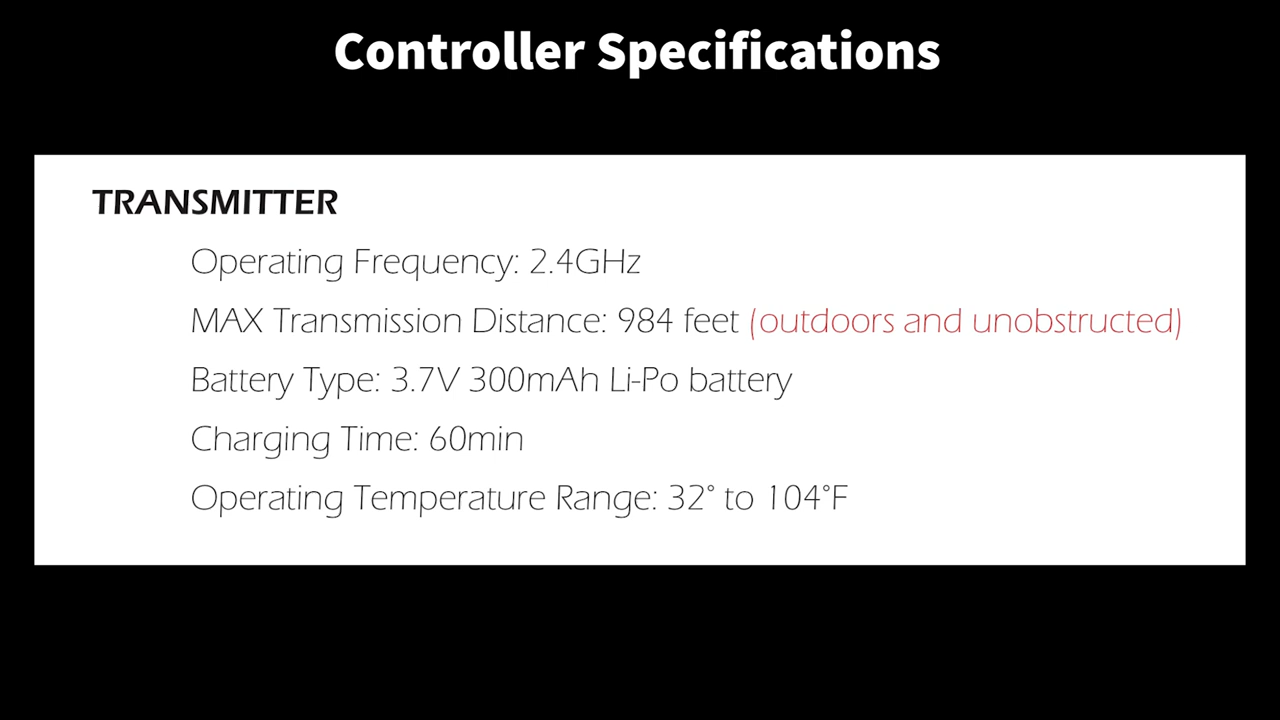 Controller Specifications
TRANSMITTER
Operating Frequency: 2.4GHz
MAX Transmission Distance: 984 feet (outdoors and unobstructed)
Battery Type: 3.7V 300mAh Li-Po battery
Charging Time: 60min
Operating Temperature Range: 32° to 104°F